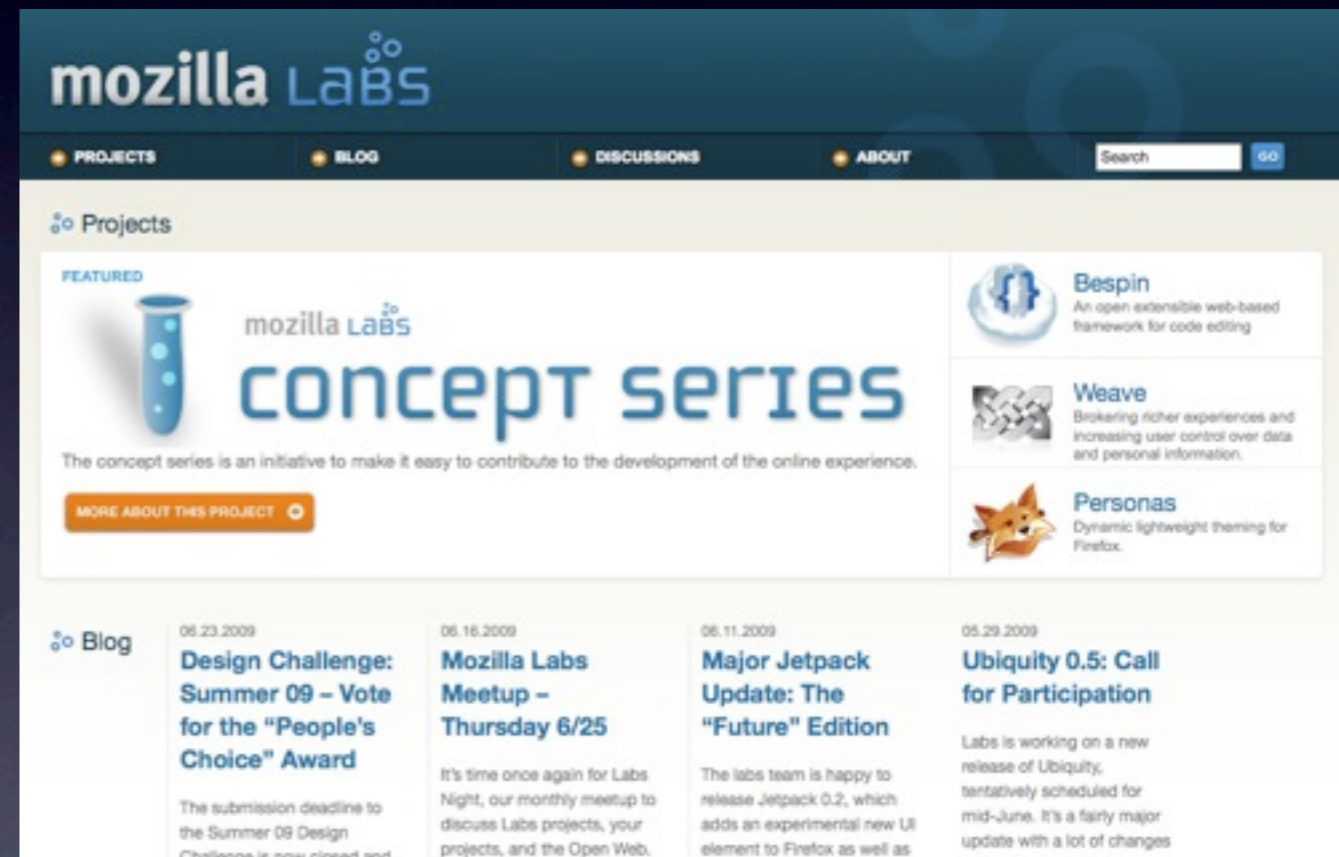 mozilla LaBS
PROJECTS
BLOG
DISCUSSIONS
ABOUT
Search
GO
Projects
FEATURED
mozilla LaBS
concepT serIes
The concept series is an initiative to make it easy to contribute to the development of the online experience.
MORE ABOUT THIS PROJECT
Bespin
An open extensible web-based
framework for code editing
Weave
Brokering richer experiences and
increasing user control over data
and personal information.
Personas
Dynamic lightweight theming for
Firefox.
Blog
06.23.2009
Design Challenge:
Summer 09 – Vote
for the “People's
Choice” Award
The submission deadline to
the Summer 09 Design
Challenge is now closed and
06.16.2009
Mozilla Labs
Meetup –
Thursday 6/25
It's time once again for Labs
Night, our monthly meetup to
discuss Labs projects, your
projects, and the Open Web.
06.11.2009
Major Jetpack
Update: The
“Future” Edition
The labs team is happy to
release Jetpack 0.2, which
adds an experimental new UI
element to Firefox as well as
05.29.2009
Ubiquity 0.5: Call
for Participation
Labs is working on a new
release of Ubiquity,
tentatively scheduled for
mid-June. It's a fairly major
update with a lot of changes